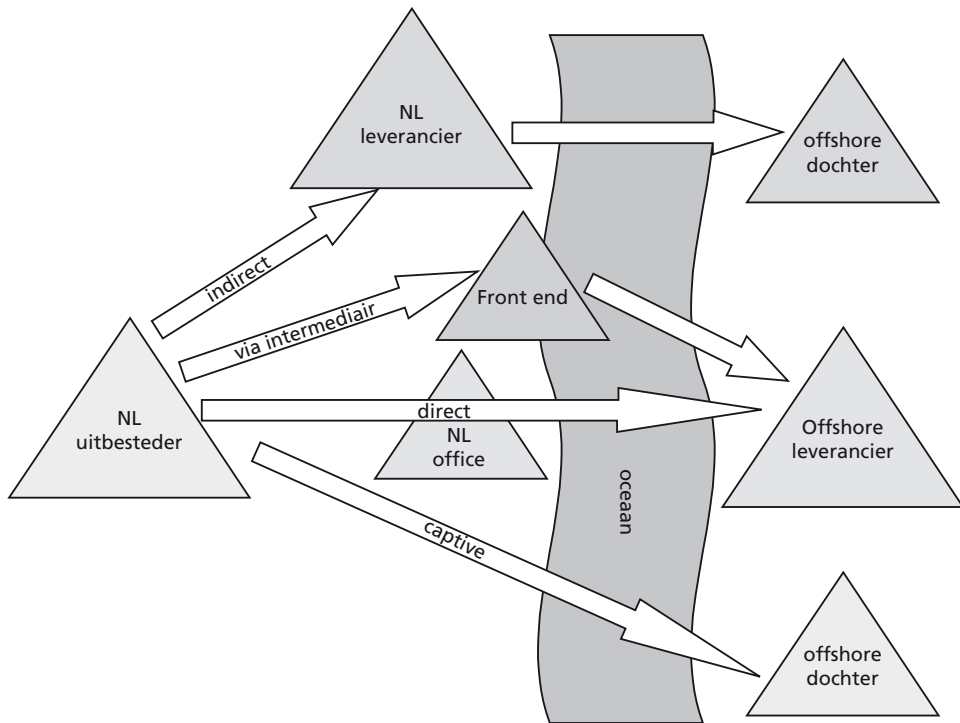 NL
leverancier
offshore
dochter
indirect
Front end
via intermediair
NL
uitbesteder
direct
NL
office
Offshore
leverancier
oceaan
captive
offshore
dochter